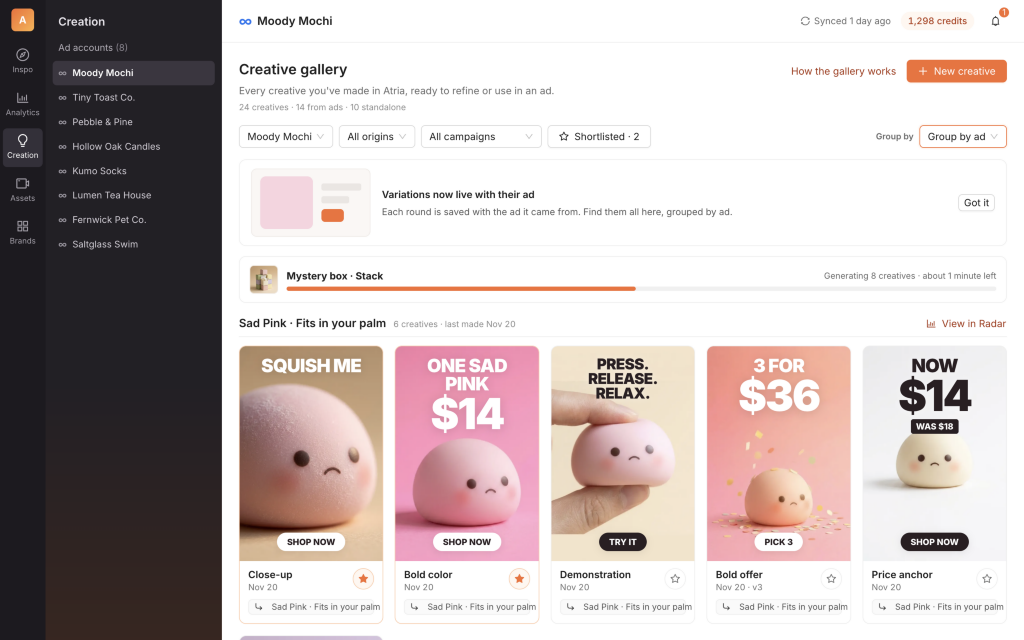 A
Inspo
Analytics
Creation
Assets
Brands
Creation
Ad accounts (8)
Moody Mochi
Tiny Toast Co.
Pebble & Pine
Hollow Oak Candles
Kumo Socks
Lumen Tea House
Fernwick Pet Co.
Saltglass Swim
Moody Mochi
Synced 1 day ago
1,298 credits
1
Creative gallery
How the gallery works
New creative
Every creative you've made in Atria, ready to refine or use in an ad.
24 creatives · 14 from ads · 10 standalone
Moody Mochi
All origins
All campaigns
Shortlisted · 2
Group by
Group by ad
Variations now live with their ad
Each round is saved with the ad it came from. Find them all here, grouped by ad.
Got it
Mystery box · Stack
Generating 8 creatives · about 1 minute left
Sad Pink · Fits in your palm
6 creatives · last made Nov 20
View in Radar
SQUISH ME
SHOP NOW
Close-up
Nov 20
Sad Pink · Fits in your palm
ONE SAD
PINK
$14
SHOP NOW
Bold color
Nov 20
Sad Pink · Fits in your palm
PRESS.
RELEASE.
RELAX.
TRY IT
Demonstration
Nov 20
Sad Pink · Fits in your palm
3 FOR
$36
PICK 3
Bold offer
Nov 20 · v3
Sad Pink · Fits in your palm
NOW
$14
WAS $18
SHOP NOW
Price anchor
Nov 20
Sad Pink · Fits in your palm